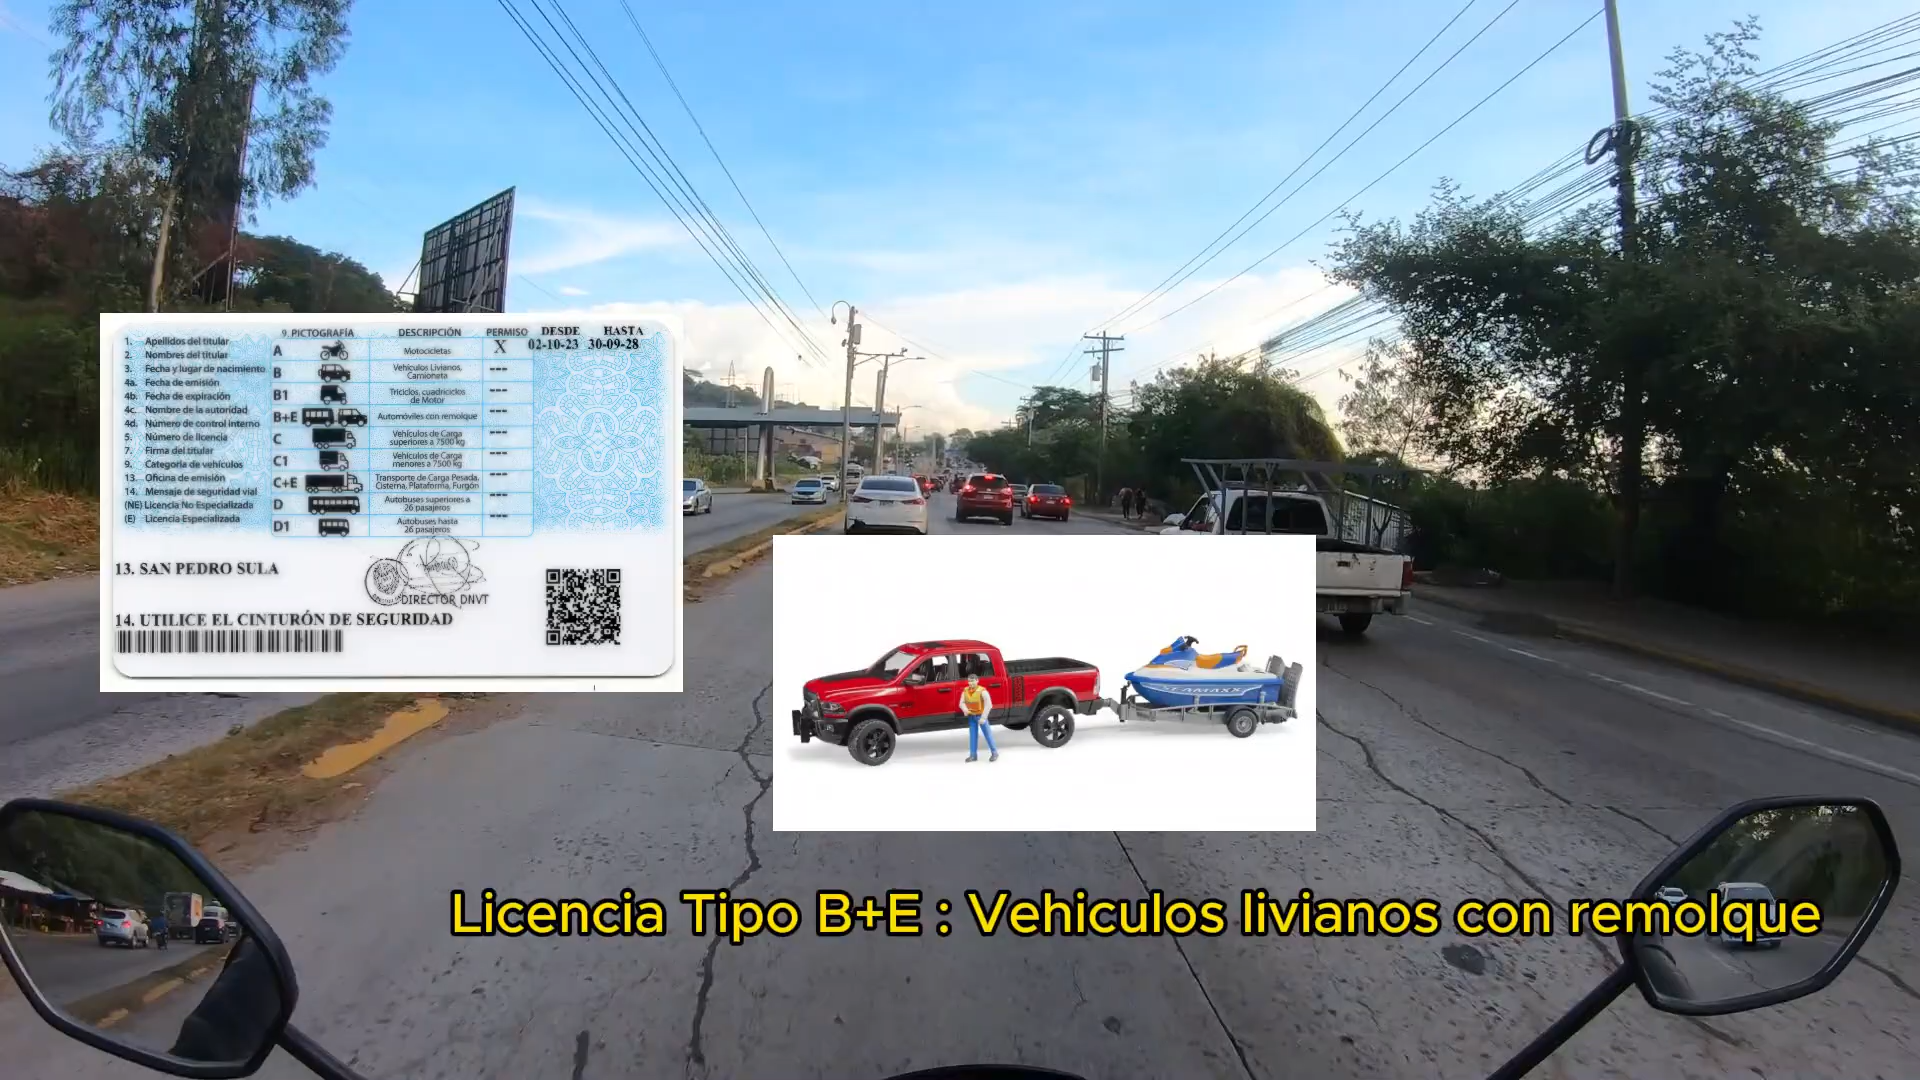 1. Apellidos del titular
2. Nombres del titular
3. Fecha y lugar de nacimiento
4a. Fecha de emisión
4b. Fecha de expiración
4c. Nombre de la autoridad
4d. Número de control interno
5. Número de licencia
7. Firma del titular
9. Categoría de vehículos
13. Oficina de emisión
14. Mensaje de seguridad vial
(NE) Licencia No Especializada
(E) Licencia Especializada
9. PICTOGRAFÍA DESCRIPCIÓN PERMISO DESDE HASTA
A Motocicletas X 02-10-23 30-09-28
B Vehículos Livianos, Camioneta ---
B1 Triciclos, cuadriciclos de Motor ---
B+E Automóviles con remolque ---
C Vehículos de Carga superiores a 7500 kg ---
C1 Vehículos de Carga menores a 7500 kg ---
C+E Transporte de Carga Pesada, Cisterna, Plataforma, Furgón ---
D Autobuses superiores a 26 pasajeros ---
D1 Autobuses hasta 26 pasajeros ---
13. SAN PEDRO SULA
DIRECTOR DNVT
14. UTILICE EL CINTURÓN DE SEGURIDAD
SEAMAXX
Licencia Tipo B+E : Vehiculos livianos con remolque